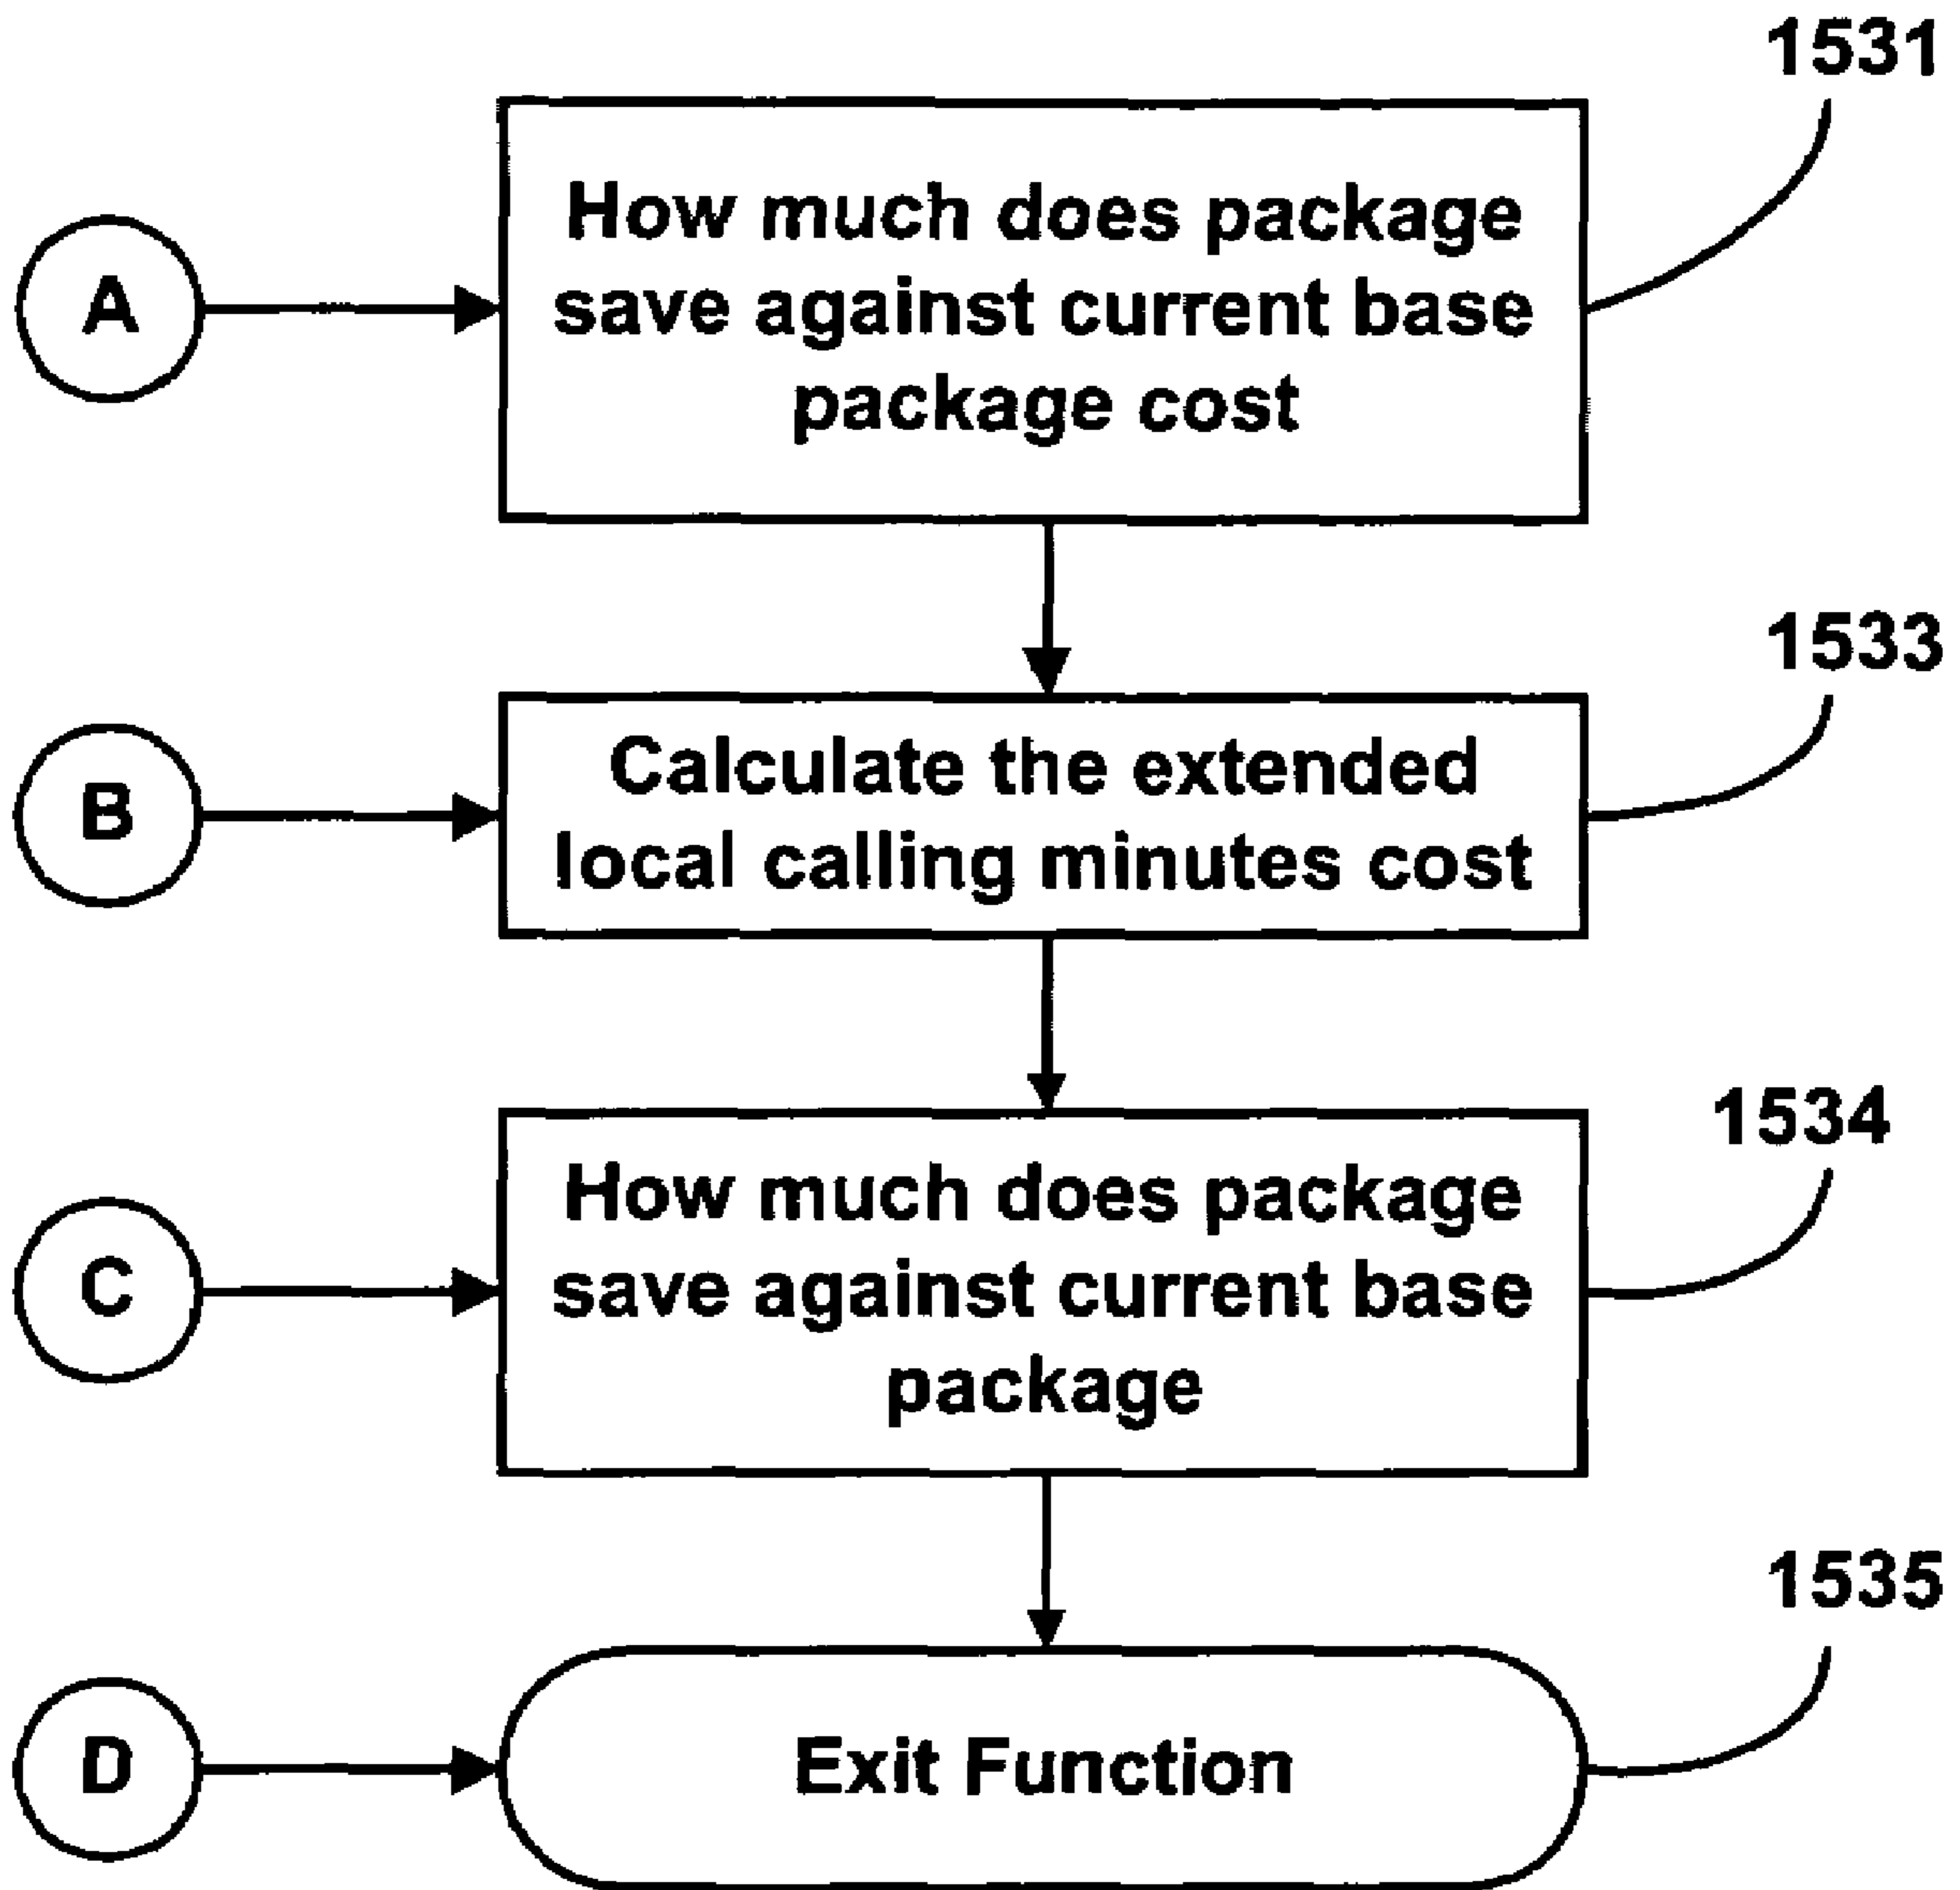 1531
A
How much does package
save against current base
package cost
1533
B
Calculate the extended
local calling minutes cost
1534
C
How much does package
save against current base
package
1535
D
Exit Function